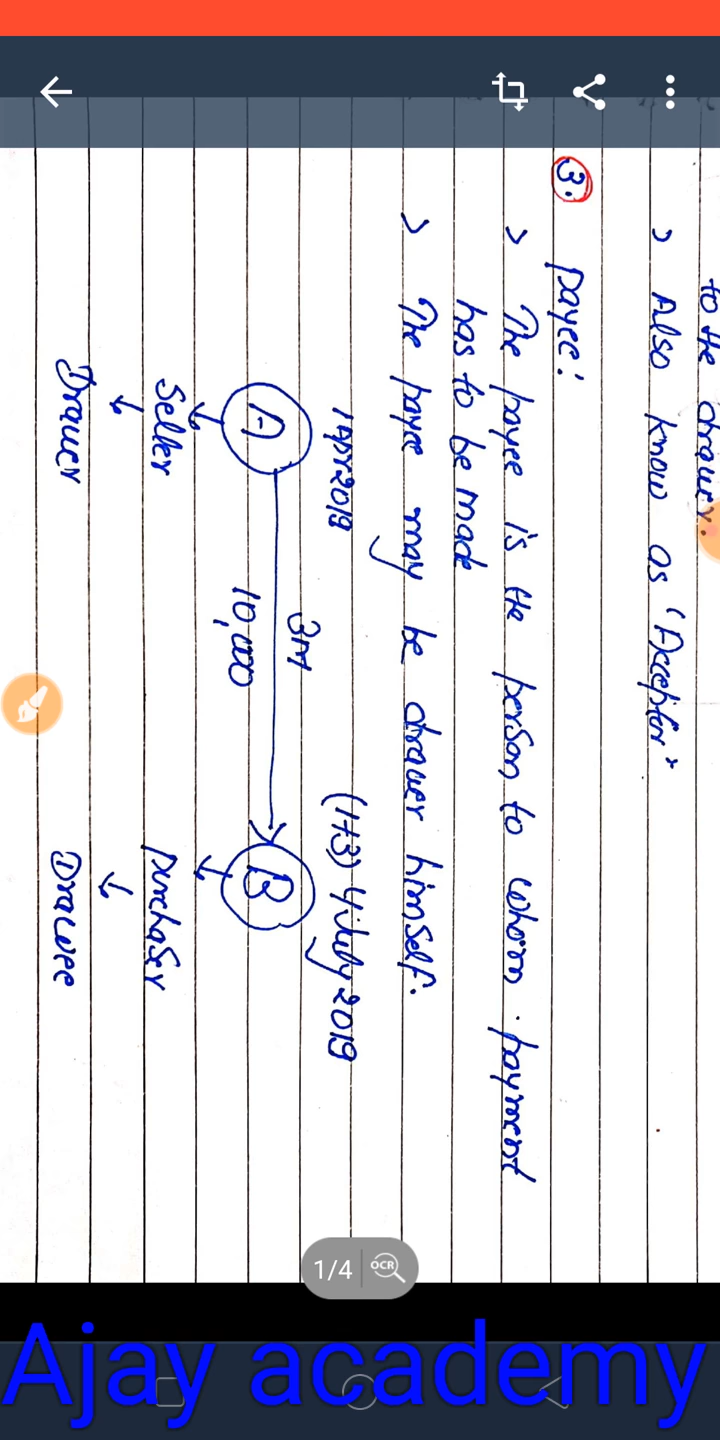 to the drawer.
> Also know as "Acceptor"
3. Payee:
> The payee is the person to whom payment
has to be made
> The payee may be drawer himself.
1 Apr 2019
(1+3) 4 July 2019
3M
A
B
10,000
Seller
purchaser
Drawer
Drawee
1/4
OCR
Ajay academy